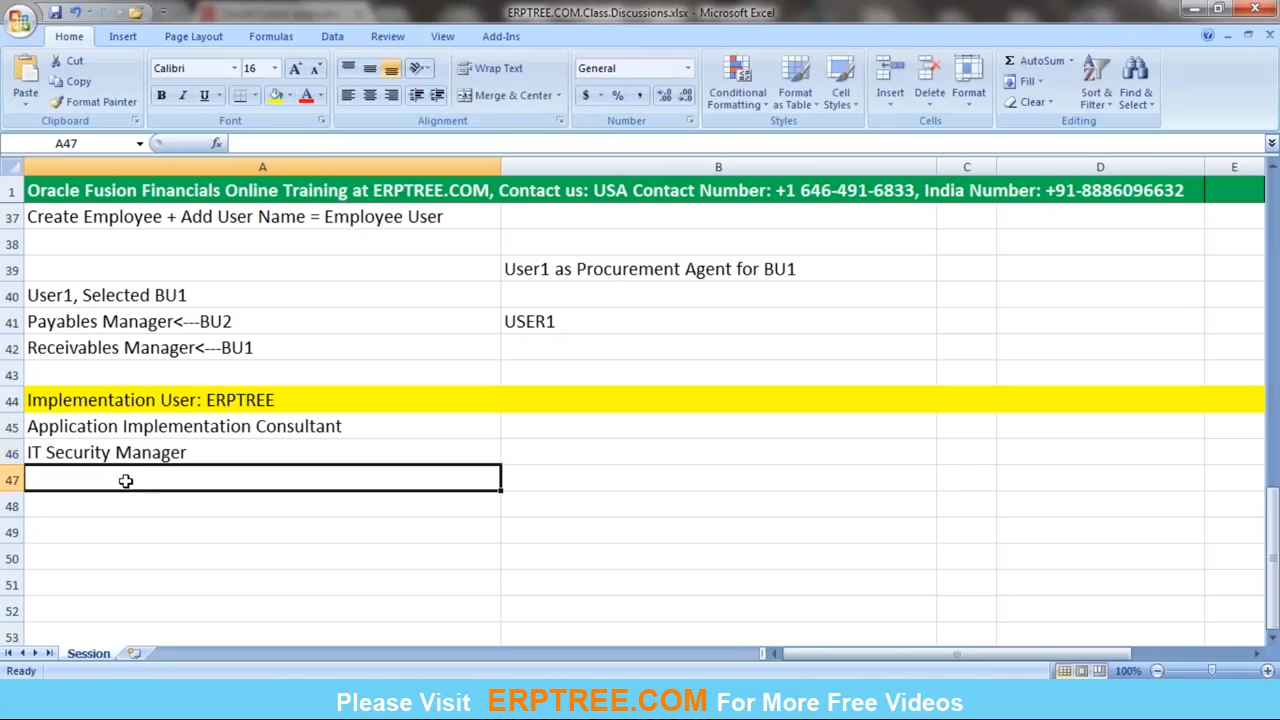 ERPTREE.COM.Class.Discussions.xlsx - Microsoft Excel
Home Insert Page Layout Formulas Data Review View Add-Ins
Cut
Copy
Format Painter
Paste
Clipboard
Calibri 16
B I U
Font
Wrap Text
Merge & Center
Alignment
General
$ % ,
Number
Conditional Formatting
Format as Table
Cell Styles
Styles
Insert Delete Format
Cells
Σ AutoSum
Fill
Clear
Sort & Filter
Find & Select
Editing
A47 fx
A B C D E
1 Oracle Fusion Financials Online Training at ERPTREE.COM, Contact us: USA Contact Number: +1 646-491-6833, India Number: +91-8886096632
37 Create Employee + Add User Name = Employee User
38
39 User1 as Procurement Agent for BU1
40 User1, Selected BU1
41 Payables Manager<---BU2 USER1
42 Receivables Manager<---BU1
43
44 Implementation User: ERPTREE
45 Application Implementation Consultant
46 IT Security Manager
47
48
49
50
51
52
53
Session
Ready 100%
Please Visit ERPTREE.COM For More Free Videos